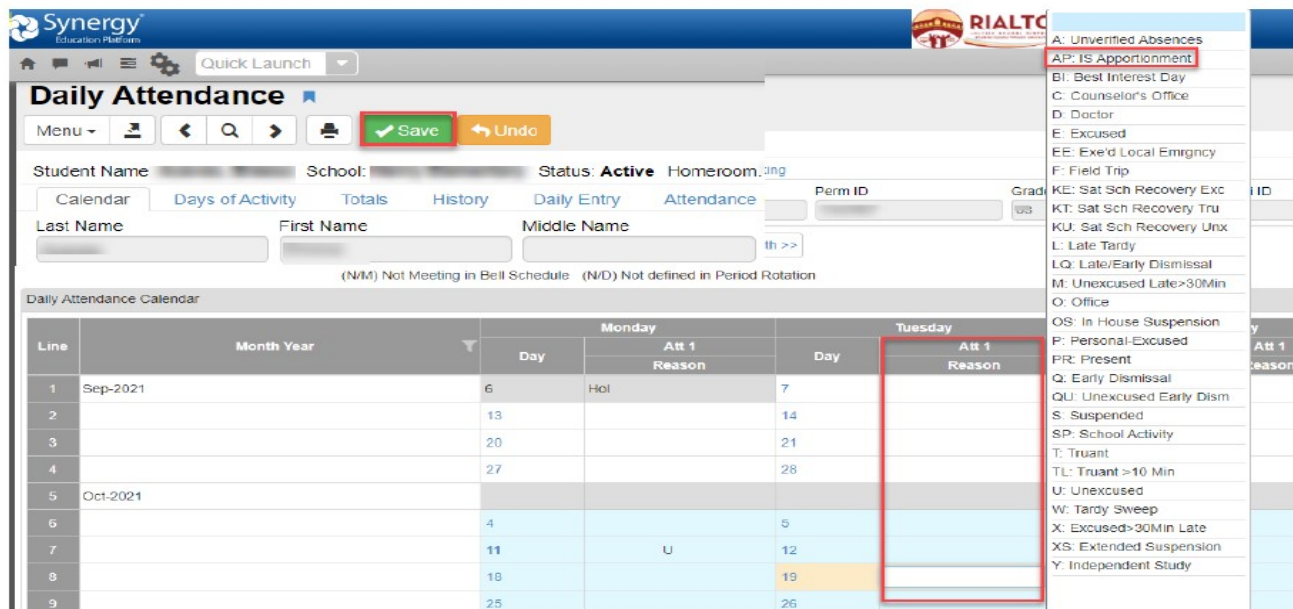 Synergy
Education Platform
RIALTO
Quick Launch
Daily Attendance
Menu
Save
Undo
Student Name
School:
Status: Active
Homeroom:
Calendar
Days of Activity
Totals
History
Daily Entry
Attendance
Perm ID
Last Name
First Name
Middle Name
th >>
(N/M) Not Meeting in Bell Schedule (N/D) Not defined in Period Rotation
Daily Attendance Calendar
Line Month Year Monday Tuesday
Day Att 1 Day Att 1 Att 1
Reason Reason
1 Sep-2021 6 Hol 7
2 13 14
3 20 21
4 27 28
5 Oct-2021
6 4 5
7 11 U 12
8 18 19
9 25 26
A: Unverified Absences
AP: IS Apportionment
BI: Best Interest Day
C: Counselor's Office
D: Doctor
E: Excused
EE: Exe'd Local Emrgncy
F: Field Trip
KE: Sat Sch Recovery Exc
KT: Sat Sch Recovery Tru
KU: Sat Sch Recovery Unx
L: Late Tardy
LQ: Late/Early Dismissal
M: Unexcused Late>30Min
O: Office
OS: In House Suspension
P: Personal-Excused
PR: Present
Q: Early Dismissal
QU: Unexcused Early Dism
S: Suspended
SP: School Activity
T: Truant
TL: Truant >10 Min
U: Unexcused
W: Tardy Sweep
X: Excused>30Min Late
XS: Extended Suspension
Y: Independent Study